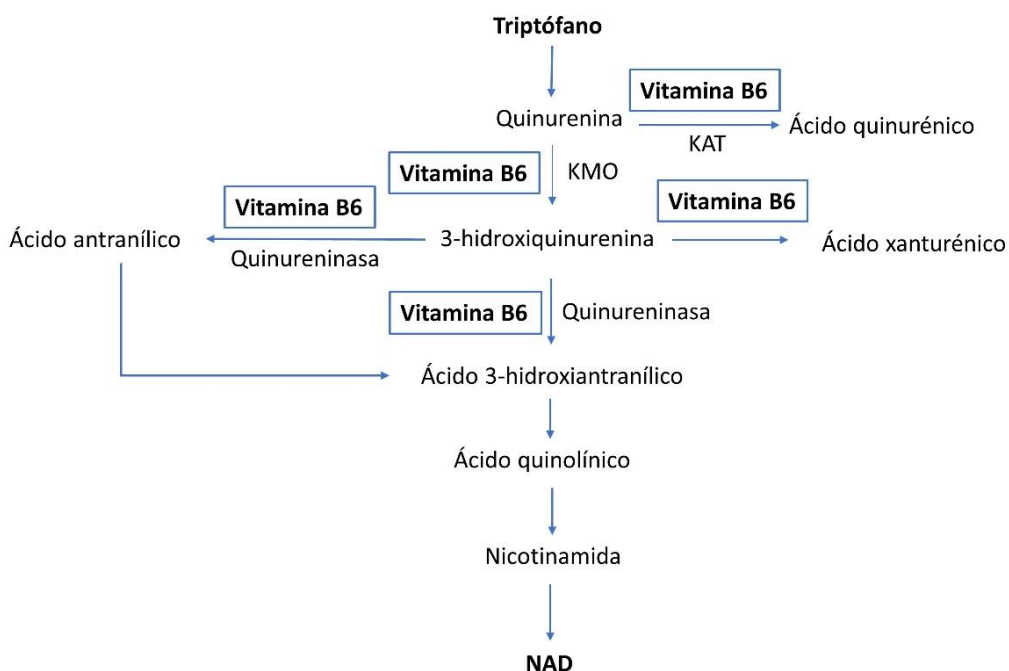 Triptófano
Vitamina B6
Quinurenina
Ácido quinurénico
KAT
Vitamina B6
KMO
Vitamina B6
Vitamina B6
Ácido antranílico
3-hidroxiquinurenina
Ácido xanturénico
Quinureninasa
Vitamina B6
Quinureninasa
Ácido 3-hidroxiantranílico
Ácido quinolínico
Nicotinamida
NAD